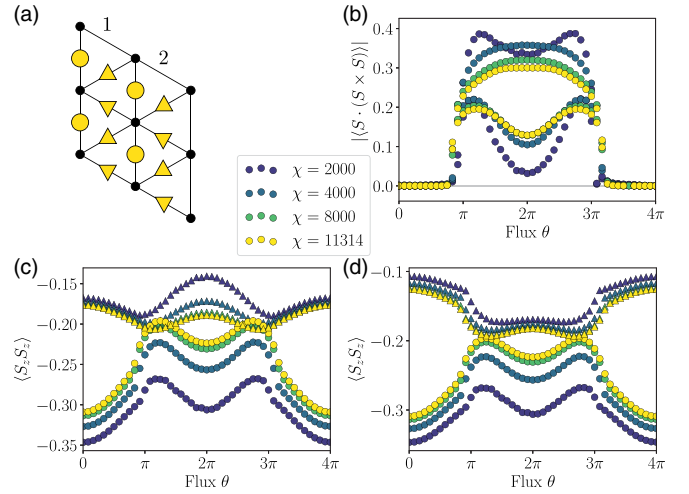 (a)
1
2
(b)
|⟨S · (S × S)⟩|
0.4
0.3
0.2
0.1
0.0
0
π
2π
3π
4π
Flux θ
χ = 2000
χ = 4000
χ = 8000
χ = 11314
(c)
⟨S_z S_z⟩
−0.15
−0.20
−0.25
−0.30
−0.35
0
π
2π
3π
4π
Flux θ
(d)
⟨S_z S_z⟩
−0.1
−0.2
−0.3
0
π
2π
3π
4π
Flux θ